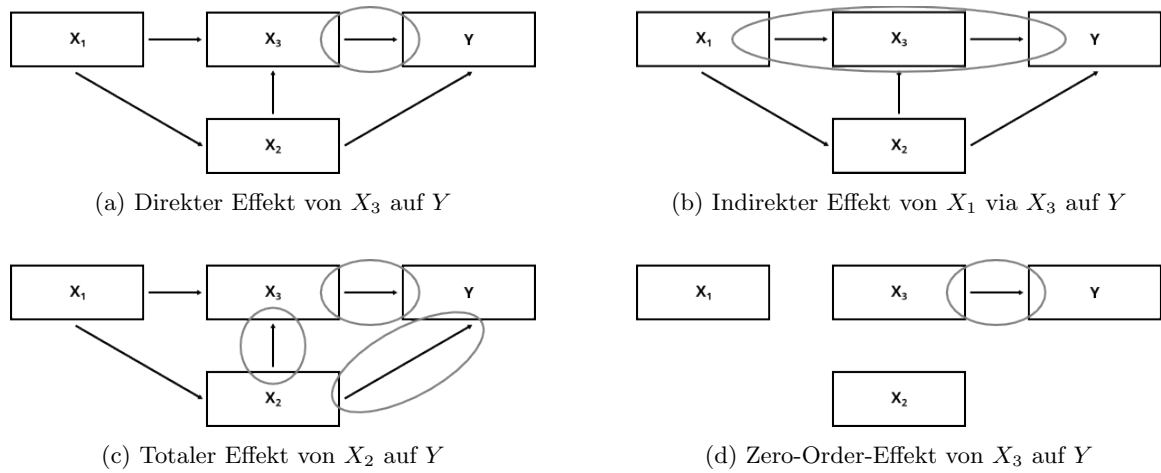 X₁ X₃ Y
X₂
(a) Direkter Effekt von X₃ auf Y
X₁ X₃ Y
X₂
(b) Indirekter Effekt von X₁ via X₃ auf Y
X₁ X₃ Y
X₂
(c) Totaler Effekt von X₂ auf Y
X₁ X₃ Y
X₂
(d) Zero-Order-Effekt von X₃ auf Y